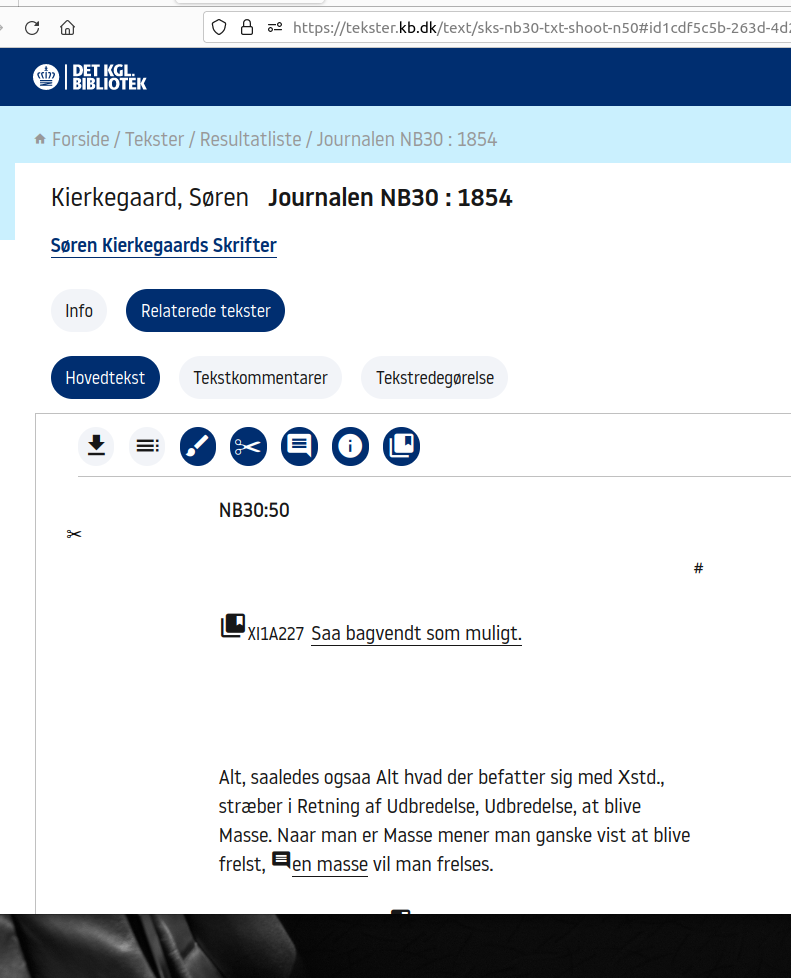 https://tekster.kb.dk/text/sks-nb30-txt-shoot-n50#id1cdf5c5b-263d-4d2
DET KGL.
BIBLIOTEK
Forside / Tekster / Resultatliste / Journalen NB30 : 1854
Kierkegaard, Søren Journalen NB30 : 1854
Søren Kierkegaards Skrifter
Info Relaterede tekster
Hovedtekst Tekstkommentarer Tekstredegørelse
NB30:50
#
XI1A227 Saa bagvendt som muligt.
Alt, saaledes ogsaa Alt hvad der befatter sig med Xstd.,
stræber i Retning af Udbredelse, Udbredelse, at blive
Masse. Naar man er Masse mener man ganske vist at blive
frelst, en masse vil man frelses.